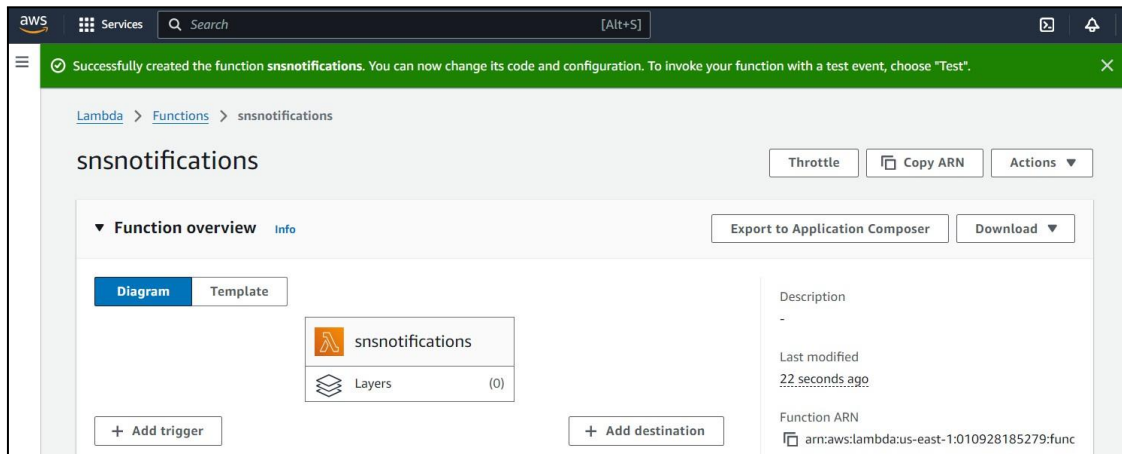 aws Services Search [Alt+S]
Successfully created the function snsnotifications. You can now change its code and configuration. To invoke your function with a test event, choose "Test".
Lambda > Functions > snsnotifications
snsnotifications Throttle Copy ARN Actions
Function overview Info Export to Application Composer Download
Diagram Template
Description
-
snsnotifications
Layers (0)
Last modified
22 seconds ago
+ Add trigger + Add destination
Function ARN
arn:aws:lambda:us-east-1:010928185279:func